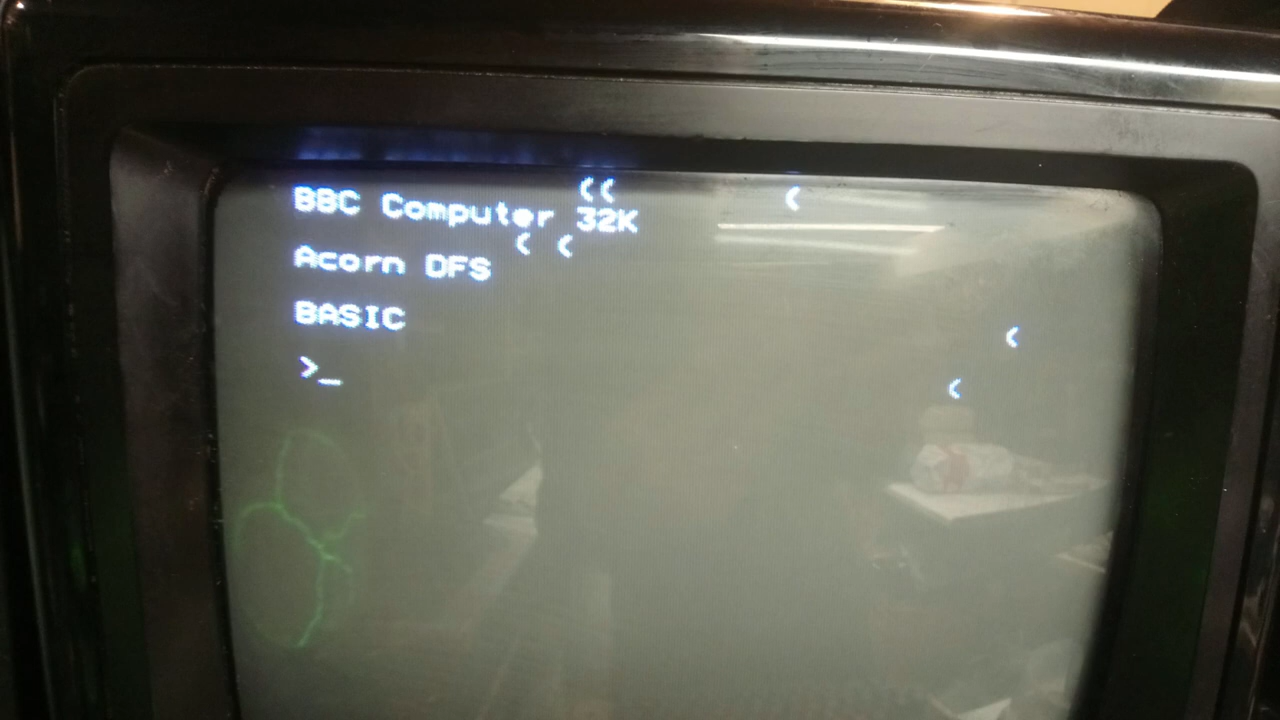 ((          (
BBC Computer 32K
( (
Acorn DFS
BASIC
(
>_
(